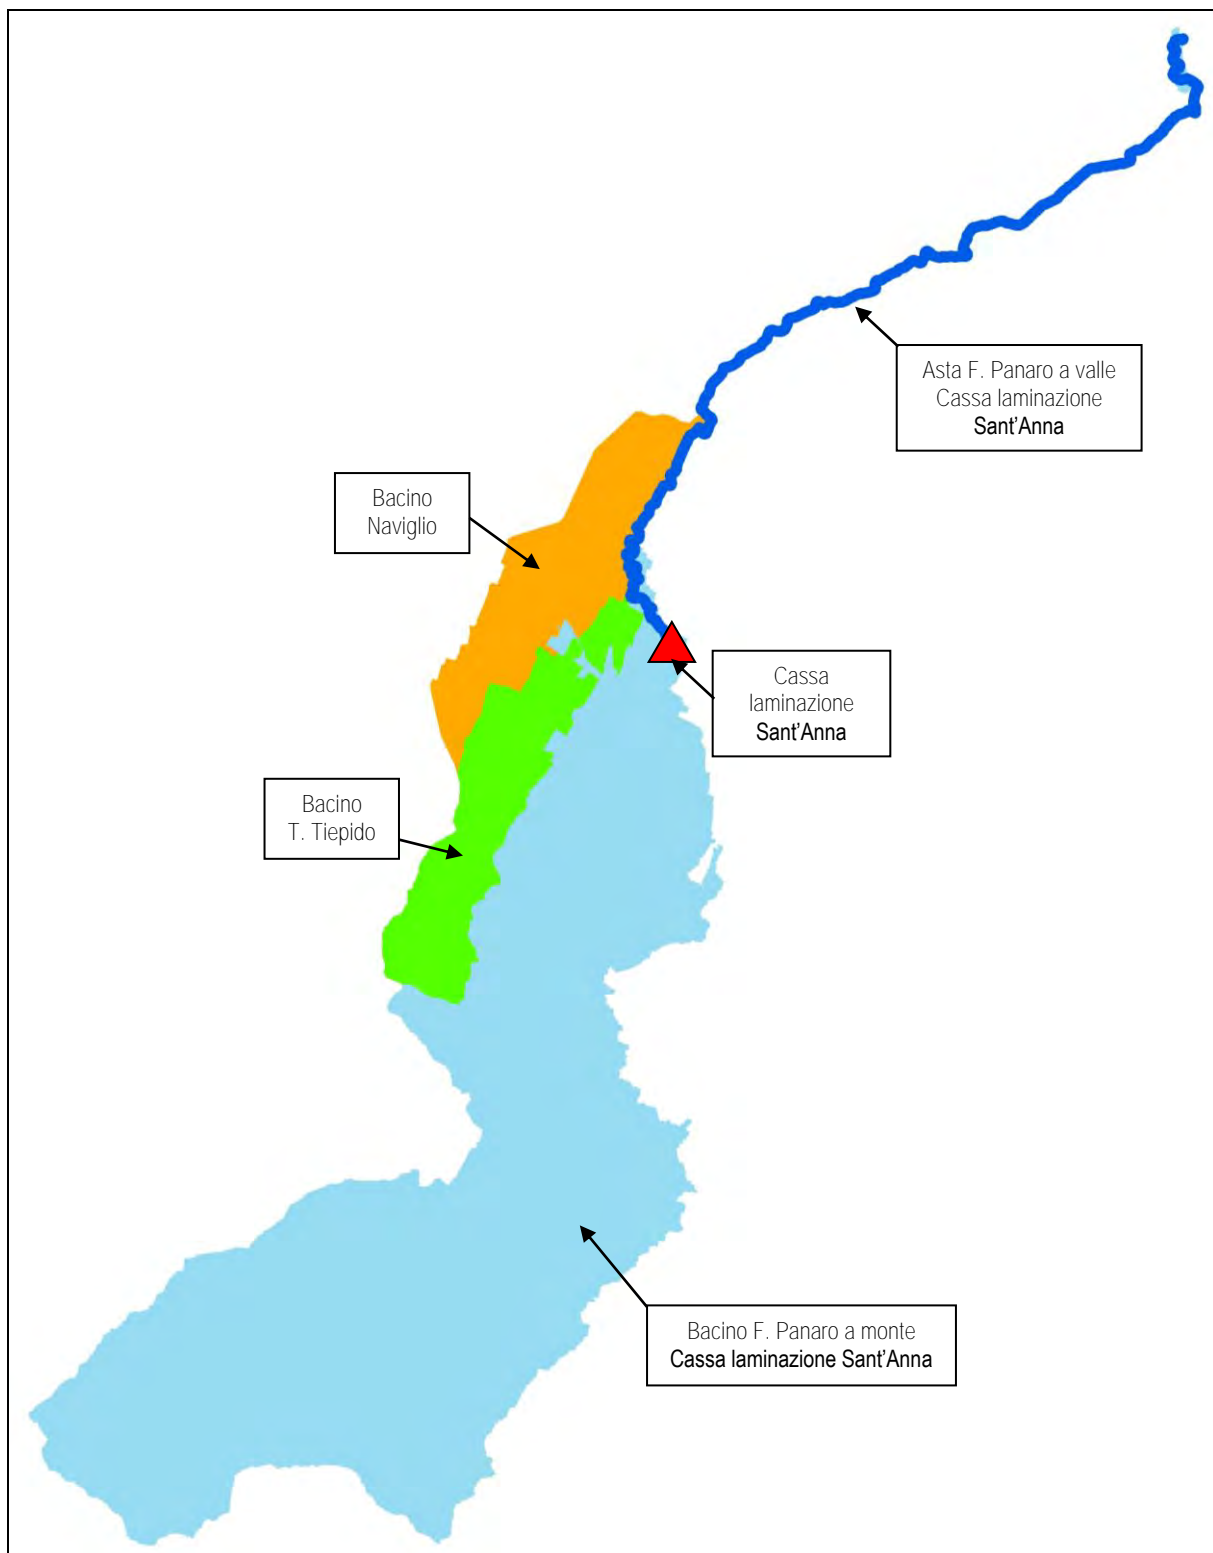 Asta F. Panaro a valle
Cassa laminazione
Sant'Anna
Bacino
Naviglio
Cassa
laminazione
Sant'Anna
Bacino
T. Tiepido
Bacino F. Panaro a monte
Cassa laminazione Sant'Anna